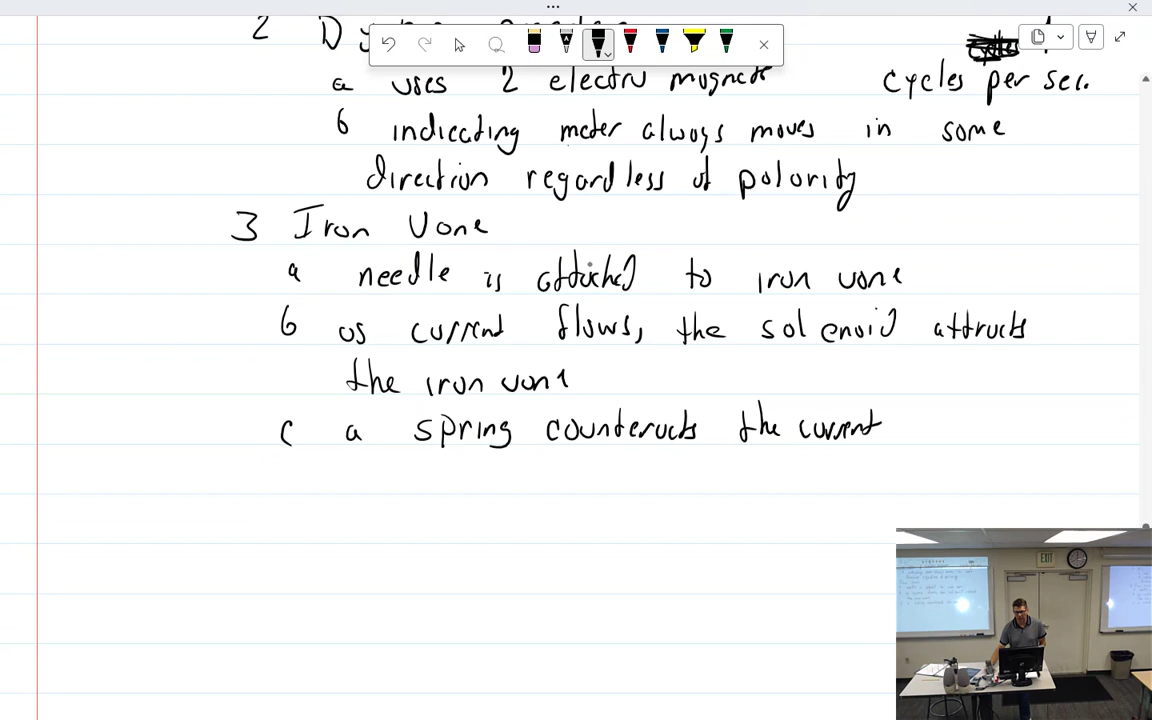 2 D
a uses 2 electro magnets cycles per sec.
b indicating meter always moves in same
direction regardless of polarity
3 Iron Vane
a needle is attached to iron vane
b as current flows, the solenoid attracts
the iron vane
c a spring counteracts the current
EXIT